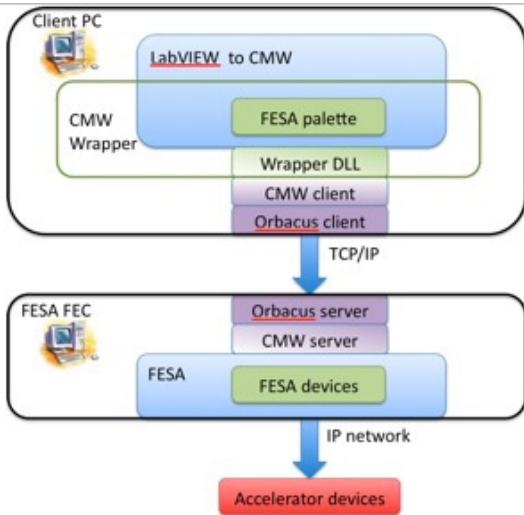 Client PC
LabVIEW to CMW
CMW
Wrapper
FESA palette
Wrapper DLL
CMW client
Orbacus client
TCP/IP
FESA FEC
Orbacus server
CMW server
FESA
FESA devices
IP network
Accelerator devices